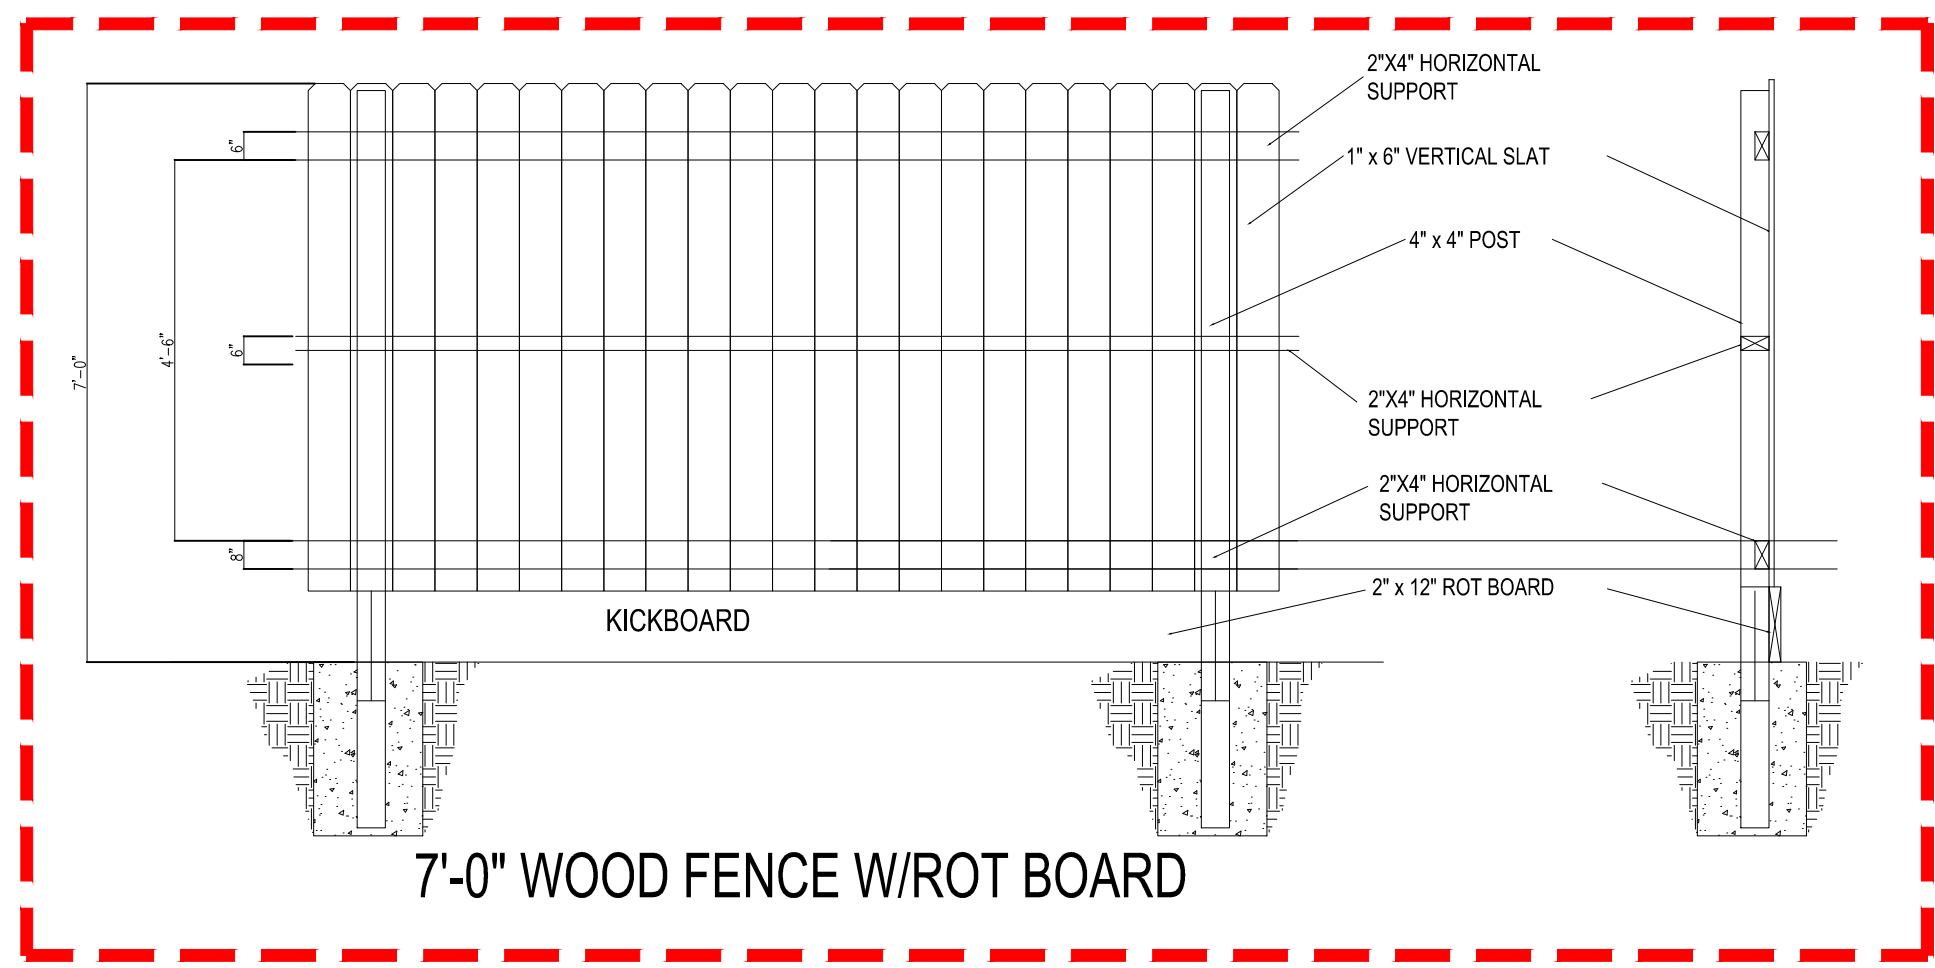 2"X4" HORIZONTAL
SUPPORT
6"
1" x 6" VERTICAL SLAT
4" x 4" POST
7'-0"
4'-6"
6"
2"X4" HORIZONTAL
SUPPORT
2"X4" HORIZONTAL
SUPPORT
8"
2" x 12" ROT BOARD
KICKBOARD
7'-0" WOOD FENCE W/ROT BOARD